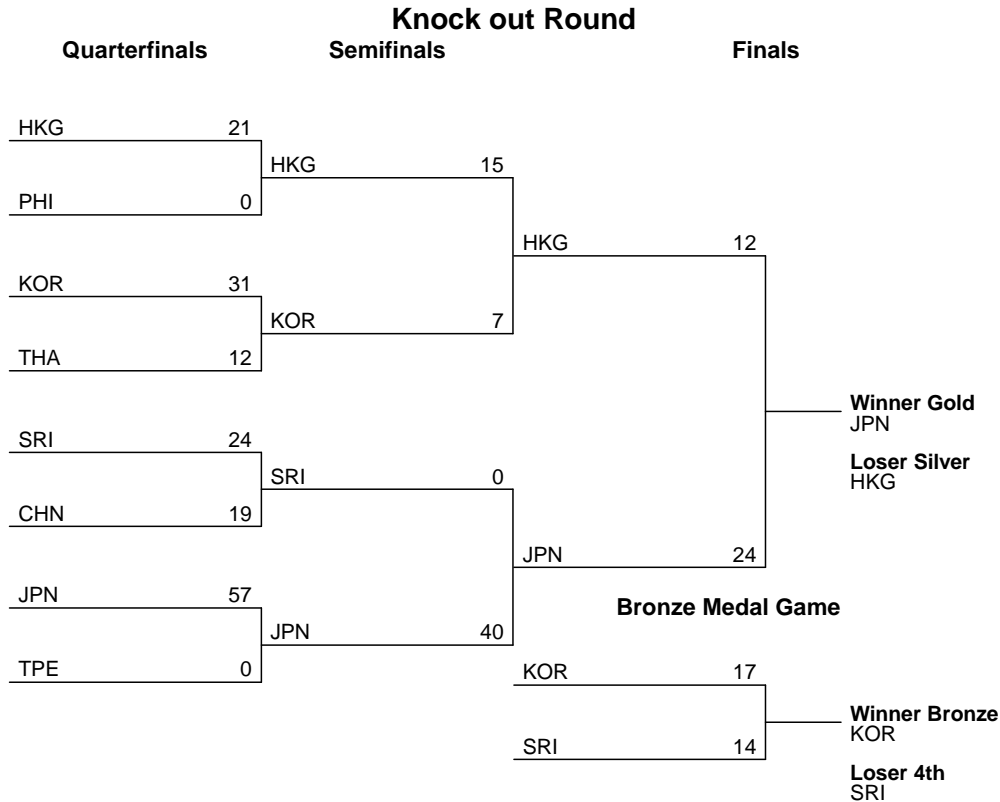 Knock out Round
Quarterfinals Semifinals Finals
HKG 21
HKG 15
PHI 0
HKG 12
KOR 31
KOR 7
THA 12
Winner Gold
JPN
SRI 24
Loser Silver
SRI 0
HKG
CHN 19
JPN 24
JPN 57
Bronze Medal Game
JPN 40
TPE 0
KOR 17
Winner Bronze
KOR
SRI 14
Loser 4th
SRI